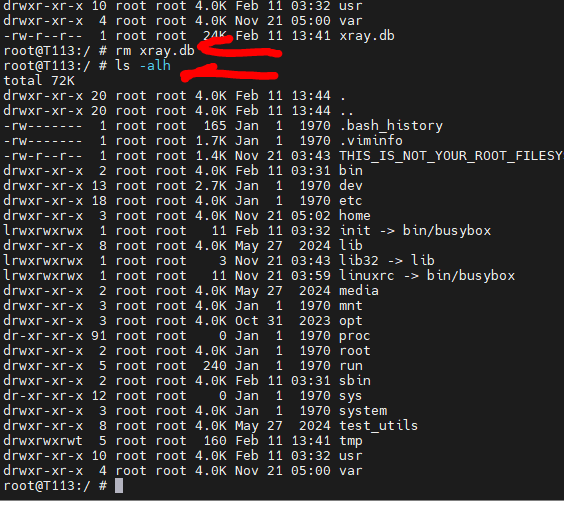 drwxr-xr-x 10 root root 4.0K Feb 11 03:32 usr
drwxr-xr-x  4 root root 4.0K Nov 21 05:00 var
-rw-r--r--  1 root root  24K Feb 11 13:41 xray.db
root@T113:/ # rm xray.db
root@T113:/ # ls -alh
total 72K
drwxr-xr-x 20 root root 4.0K Feb 11 13:44 .
drwxr-xr-x 20 root root 4.0K Feb 11 13:44 ..
-rw-------  1 root root  165 Jan  1  1970 .bash_history
-rw-------  1 root root 1.7K Jan  1  1970 .viminfo
-rw-r--r--  1 root root 1.4K Nov 21 03:43 THIS_IS_NOT_YOUR_ROOT_FILESY
drwxr-xr-x  2 root root 4.0K Feb 11 03:31 bin
drwxr-xr-x 13 root root 2.7K Jan  1  1970 dev
drwxr-xr-x 18 root root 4.0K Jan  1  1970 etc
drwxr-xr-x  3 root root 4.0K Nov 21 05:02 home
lrwxrwxrwx  1 root root   11 Feb 11 03:32 init -> bin/busybox
drwxr-xr-x  8 root root 4.0K May 27  2024 lib
lrwxrwxrwx  1 root root    3 Nov 21 03:43 lib32 -> lib
lrwxrwxrwx  1 root root   11 Nov 21 03:59 linuxrc -> bin/busybox
drwxr-xr-x  2 root root 4.0K May 27  2024 media
drwxr-xr-x  3 root root 4.0K Jan  1  1970 mnt
drwxr-xr-x  3 root root 4.0K Oct 31  2023 opt
dr-xr-xr-x 91 root root    0 Jan  1  1970 proc
drwxr-xr-x  2 root root 4.0K Jan  1  1970 root
drwxr-xr-x  5 root root  240 Jan  1  1970 run
drwxr-xr-x  2 root root 4.0K Feb 11 03:31 sbin
dr-xr-xr-x 12 root root    0 Jan  1  1970 sys
drwxr-xr-x  3 root root 4.0K Jan  1  1970 system
drwxr-xr-x  8 root root 4.0K May 27  2024 test_utils
drwxrwxrwt  5 root root  160 Feb 11 13:41 tmp
drwxr-xr-x 10 root root 4.0K Feb 11 03:32 usr
drwxr-xr-x  4 root root 4.0K Nov 21 05:00 var
root@T113:/ #